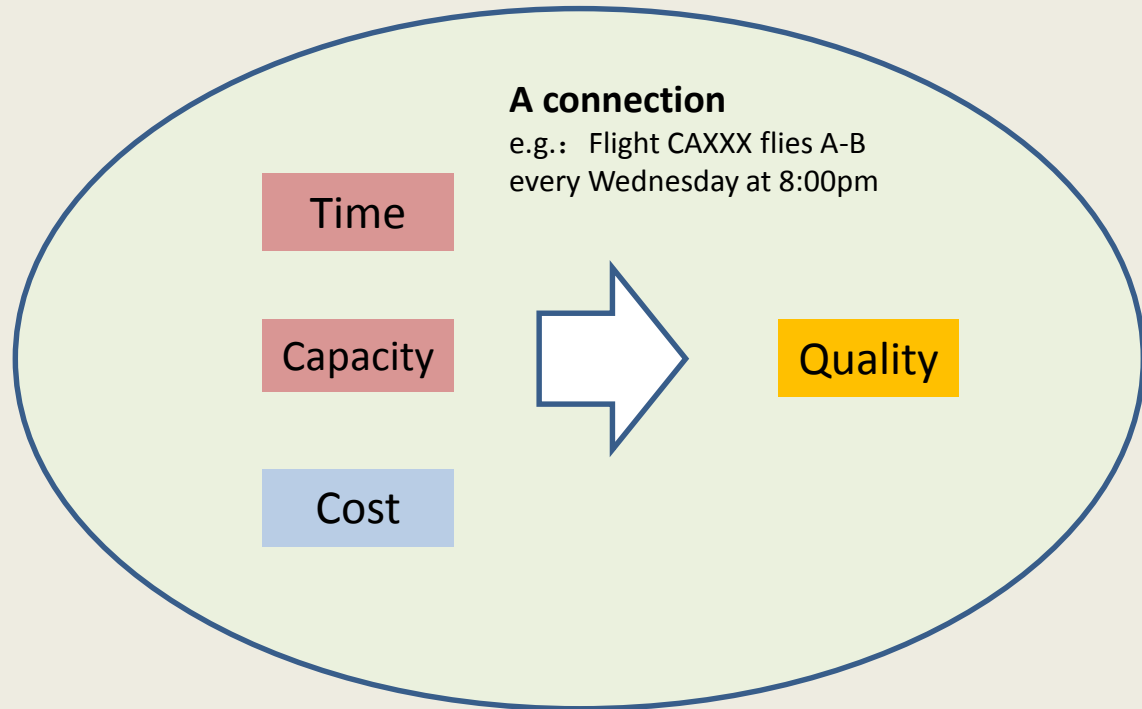 A connection
e.g.： Flight CAXXX flies A-B
every Wednesday at 8:00pm
Time
Capacity
Quality
Cost